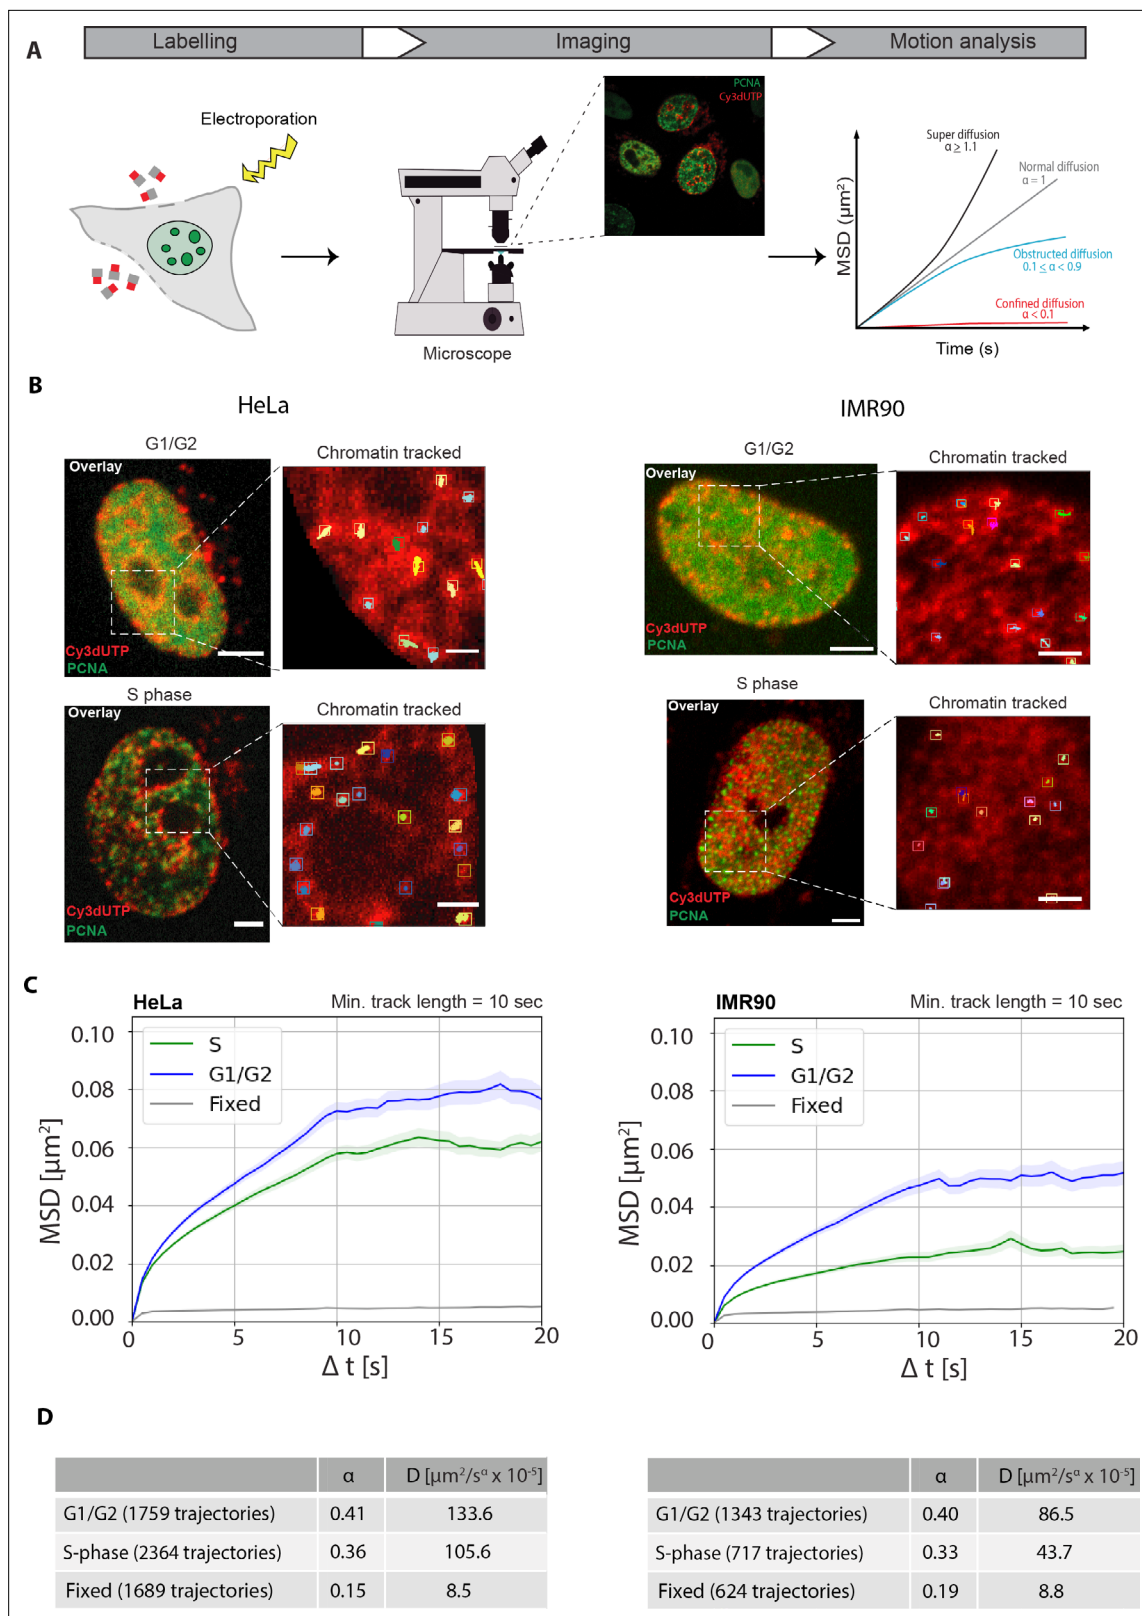 A
Labelling
Imaging
Motion analysis
Electroporation
Microscope
PCNA
Cy3dUTP
MSD (µm²)
Super diffusion
α ≥ 1.1
Normal diffusion
α = 1
Obstructed diffusion
0.1 ≤ α < 0.9
Confined diffusion
α < 0.1
Time (s)
B
HeLa
IMR90
G1/G2
Chromatin tracked
G1/G2
Chromatin tracked
Overlay
Cy3dUTP
PCNA
Overlay
Cy3dUTP
PCNA
S phase
Chromatin tracked
S phase
Chromatin tracked
Overlay
Cy3dUTP
PCNA
Overlay
Cy3dUTP
PCNA
C
HeLa
Min. track length = 10 sec
0.10
0.08
0.06
0.04
0.02
0.00
MSD [µm²]
S
G1/G2
Fixed
0
5
10
15
20
Δ t [s]
IMR90
Min. track length = 10 sec
0.10
0.08
0.06
0.04
0.02
0.00
MSD [µm²]
S
G1/G2
Fixed
0
5
10
15
20
Δ t [s]
D
α D [µm²/sᵅ x 10⁻⁵]
G1/G2 (1759 trajectories) 0.41 133.6
S-phase (2364 trajectories) 0.36 105.6
Fixed (1689 trajectories) 0.15 8.5
α D [µm²/sᵅ x 10⁻⁵]
G1/G2 (1343 trajectories) 0.40 86.5
S-phase (717 trajectories) 0.33 43.7
Fixed (624 trajectories) 0.19 8.8